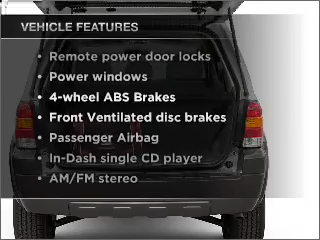 VEHICLE FEATURES
• Remote power door locks
• Power windows
• 4-wheel ABS Brakes
• Front Ventilated disc brakes
• Passenger Airbag
• In-Dash single CD player
• AM/FM stereo